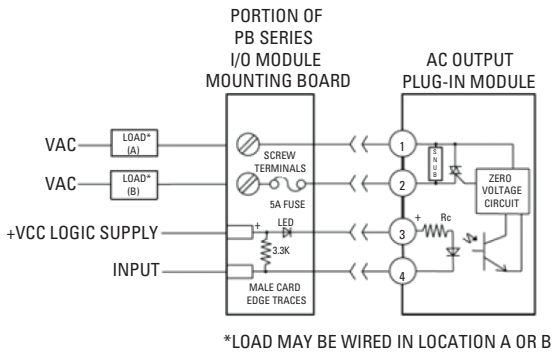 PORTION OF
PB SERIES
I/O MODULE
MOUNTING BOARD
AC OUTPUT
PLUG-IN MODULE
VAC
LOAD*
(A)
SCREW
TERMINALS
1
SNUB
VAC
LOAD*
(B)
5A FUSE
2
ZERO
VOLTAGE
CIRCUIT
+VCC LOGIC SUPPLY
+
LED
3
+
Rc
3.3K
INPUT
4
MALE CARD
EDGE TRACES
*LOAD MAY BE WIRED IN LOCATION A OR B